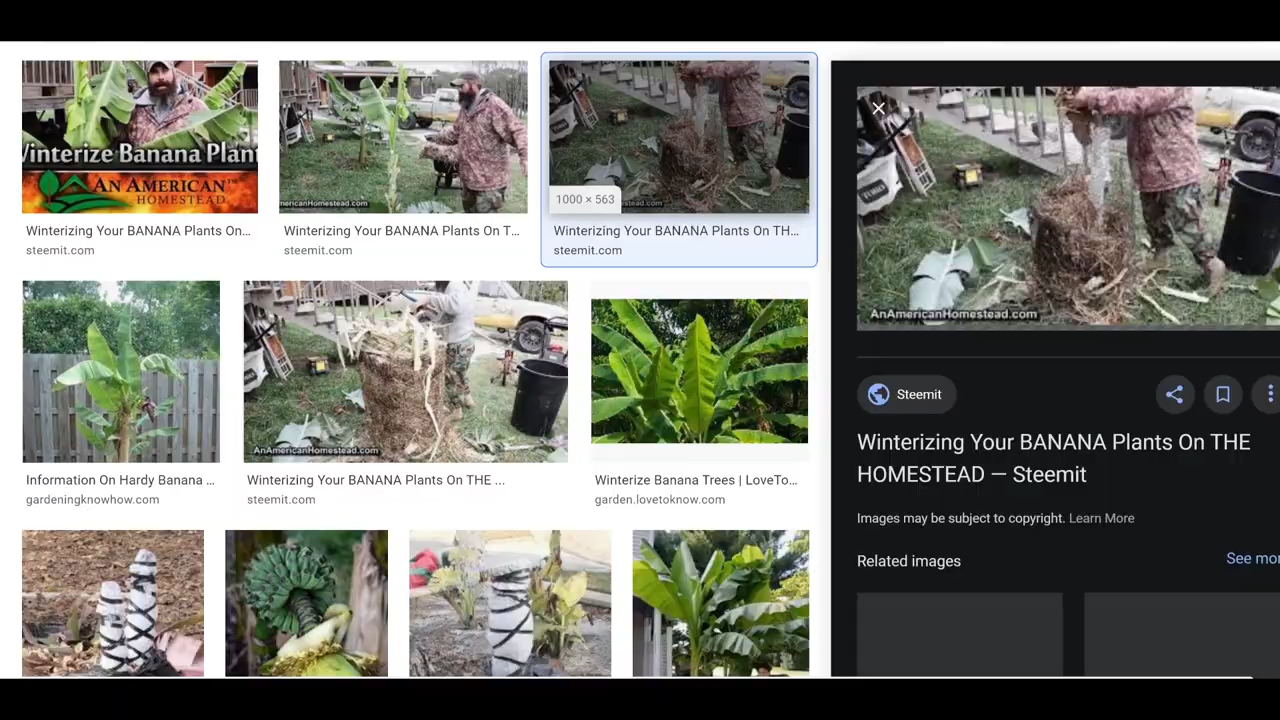 Winterize Banana Plant
AN AMERICAN™
HOMESTEAD
mericanHomestead.com
1000 × 563
estead.com
Winterizing Your BANANA Plants On...
Winterizing Your BANANA Plants On T...
Winterizing Your BANANA Plants On TH...
steemit.com
steemit.com
steemit.com
AnAmericanHomestead.com
AnAmericanHomestead.com
Steemit
Winterizing Your BANANA Plants On THE
HOMESTEAD — Steemit
Images may be subject to copyright. Learn More
Related images
See mor
Information On Hardy Banana ...
Winterizing Your BANANA Plants On THE ...
Winterize Banana Trees | LoveTo...
gardeningknowhow.com
steemit.com
garden.lovetoknow.com